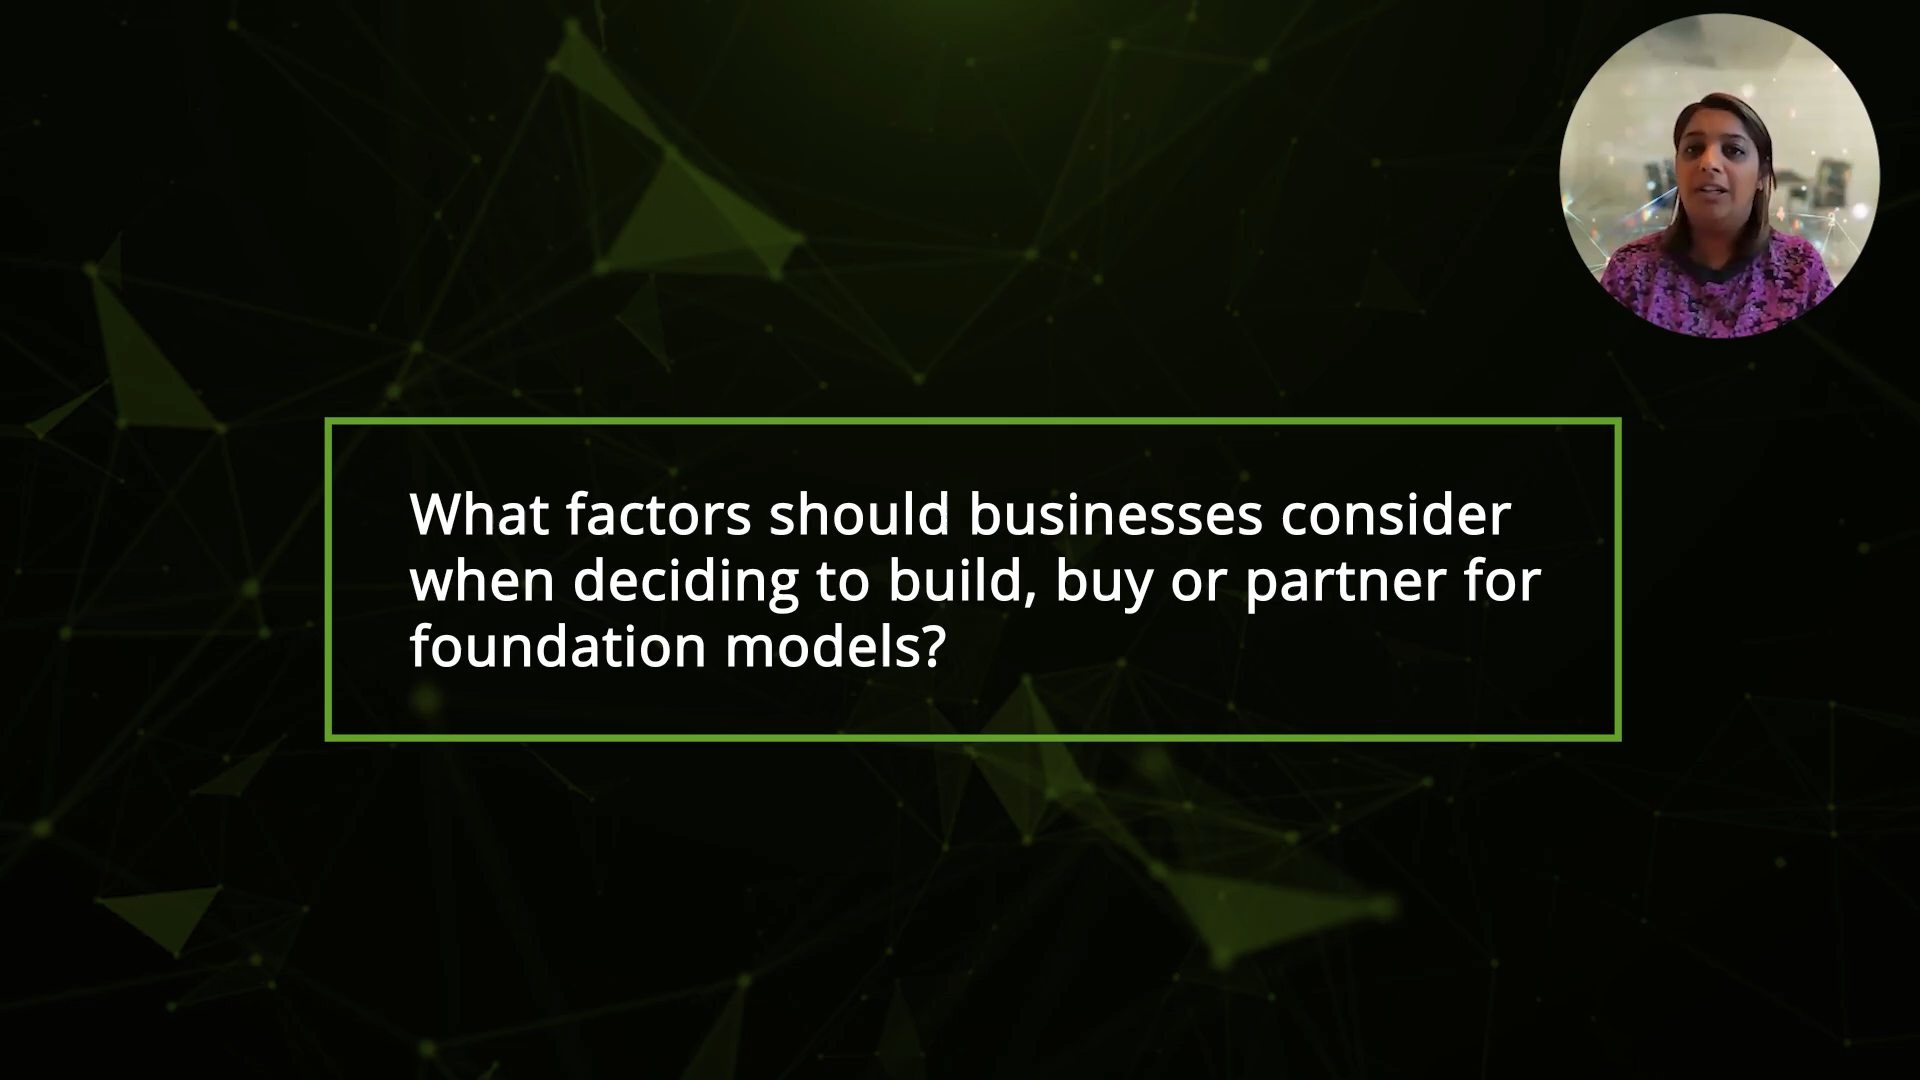 What factors should businesses consider
when deciding to build, buy or partner for
foundation models?